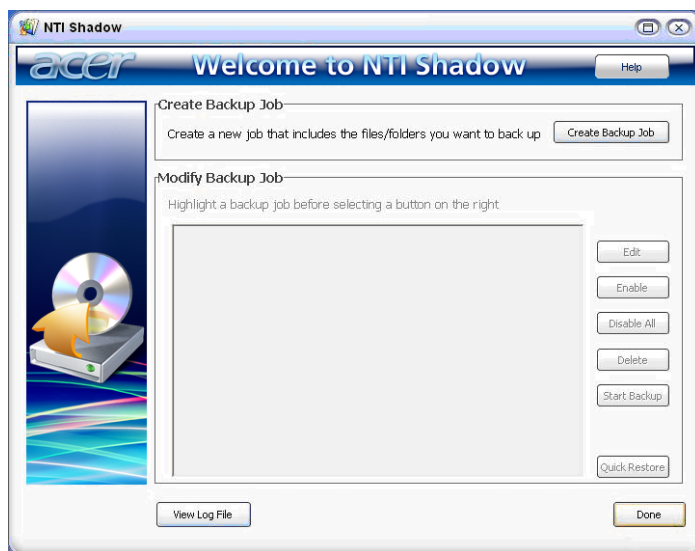 NTI Shadow
acer
Welcome to NTI Shadow
Help
Create Backup Job
Create a new job that includes the files/folders you want to back up
Create Backup Job
Modify Backup Job
Highlight a backup job before selecting a button on the right
Edit
Enable
Disable All
Delete
Start Backup
Quick Restore
View Log File
Done